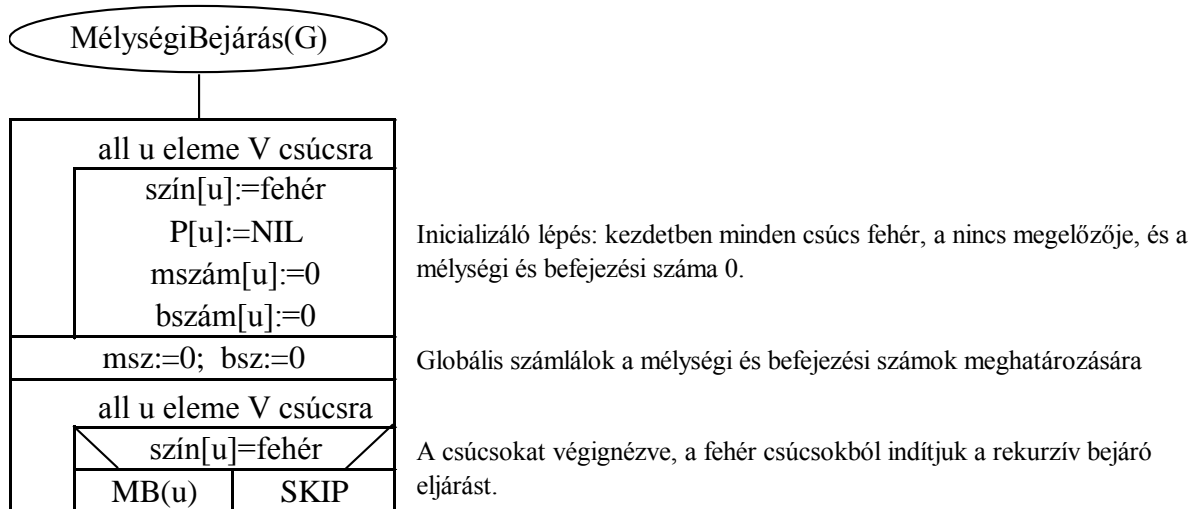 MélységiBejárás(G)
all u eleme V csúcsra
szín[u]:=fehér
P[u]:=NIL
mszám[u]:=0
bszám[u]:=0
Inicializáló lépés: kezdetben minden csúcs fehér, a nincs megelőzője, és a
mélységi és befejezési száma 0.
msz:=0; bsz:=0
Globális számlálok a mélységi és befejezési számok meghatározására
all u eleme V csúcsra
szín[u]=fehér
MB(u) SKIP
A csúcsokat végignézve, a fehér csúcsokból indítjuk a rekurzív bejáró
eljárást.